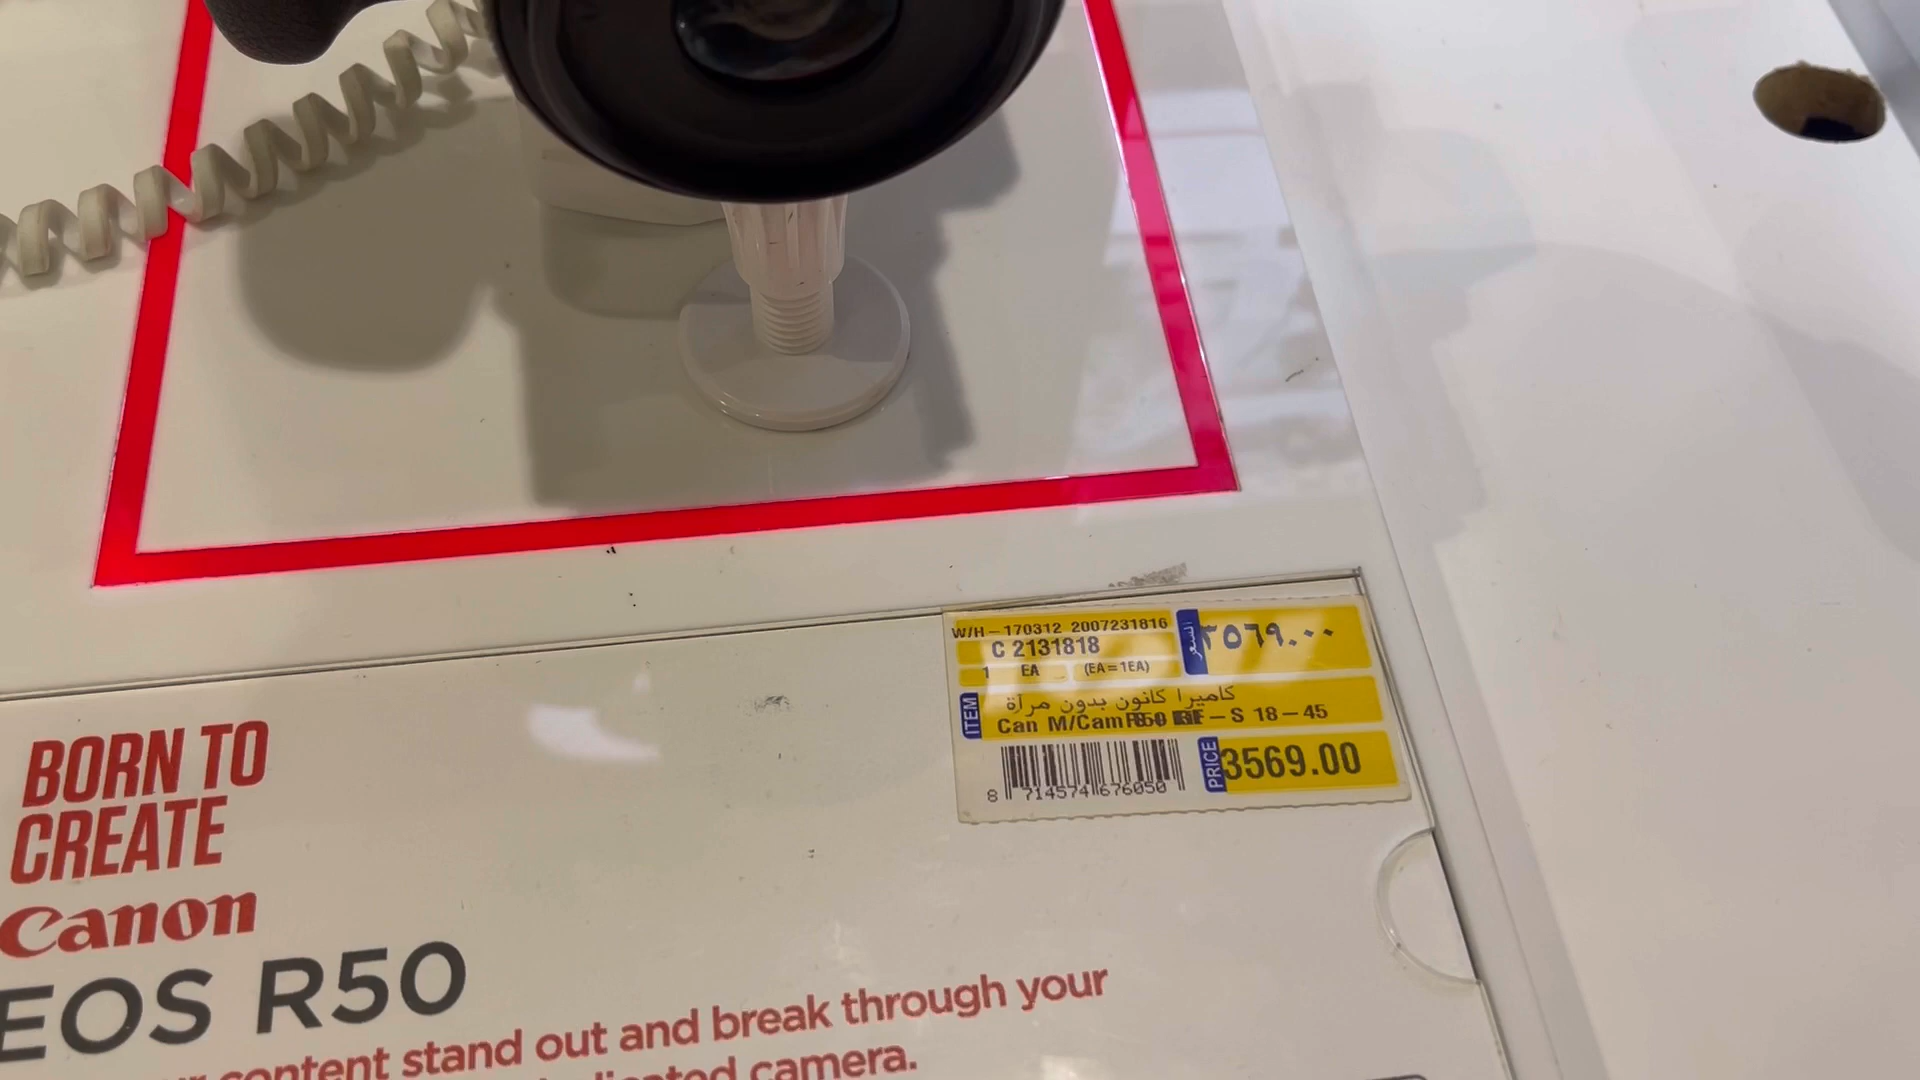 W/H-170312 2007231816
C 2131818
1 EA (EA=1EA)
السعر ٣٥٦٩.٠٠
ITEM
كاميرا كانون بدون مرآة
Can M/Cam R50 RF-S 18-45
8 714574 676050
PRICE 3569.00
BORN TO
CREATE
Canon
EOS R50
content stand out and break through your
camera.